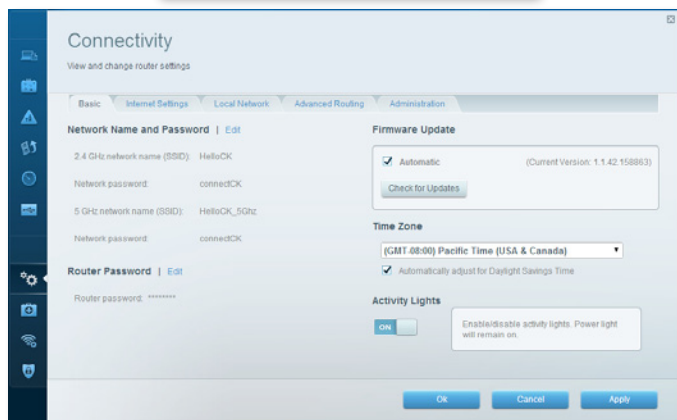 Connectivity
View and change router settings
Basic
Internet Settings
Local Network
Advanced Routing
Administration
Network Name and Password | Edit
2.4 GHz network name (SSID): HelloCK
Network password: connectCK
5 GHz network name (SSID): HelloCK_5Ghz
Network password: connectCK
Router Password | Edit
Router password: ********
Firmware Update
Automatic
(Current Version: 1.1.42.158863)
Check for Updates
Time Zone
(GMT-08:00) Pacific Time (USA & Canada)
Automatically adjust for Daylight Savings Time
Activity Lights
ON
Enable/disable activity lights. Power light
will remain on.
Ok
Cancel
Apply